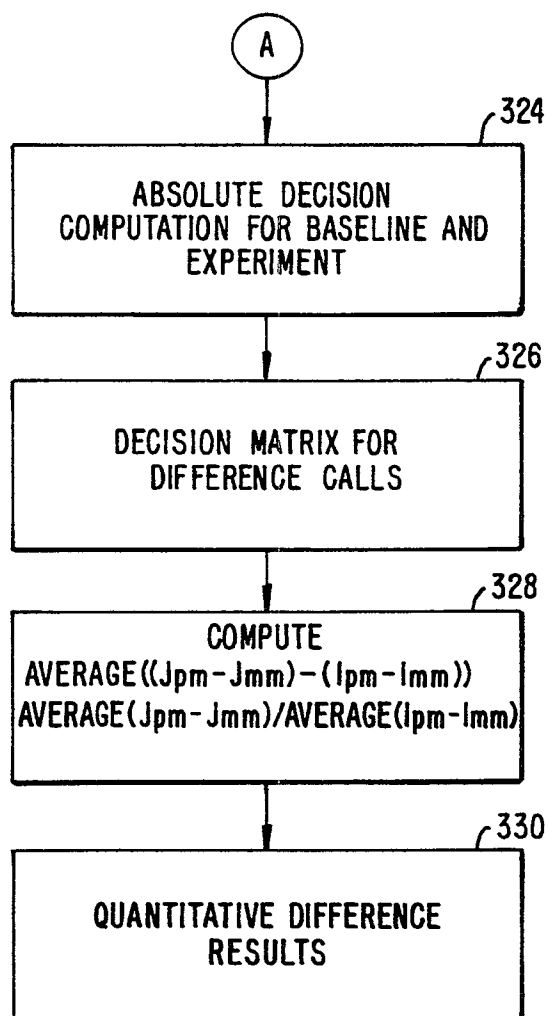 A
324
ABSOLUTE DECISION
COMPUTATION FOR BASELINE AND
EXPERIMENT
326
DECISION MATRIX FOR
DIFFERENCE CALLS
328
COMPUTE
AVERAGE((Jpm-Jmm)-(Ipm-Imm))
AVERAGE(Jpm-Jmm)/AVERAGE(Ipm-Imm)
330
QUANTITATIVE DIFFERENCE
RESULTS